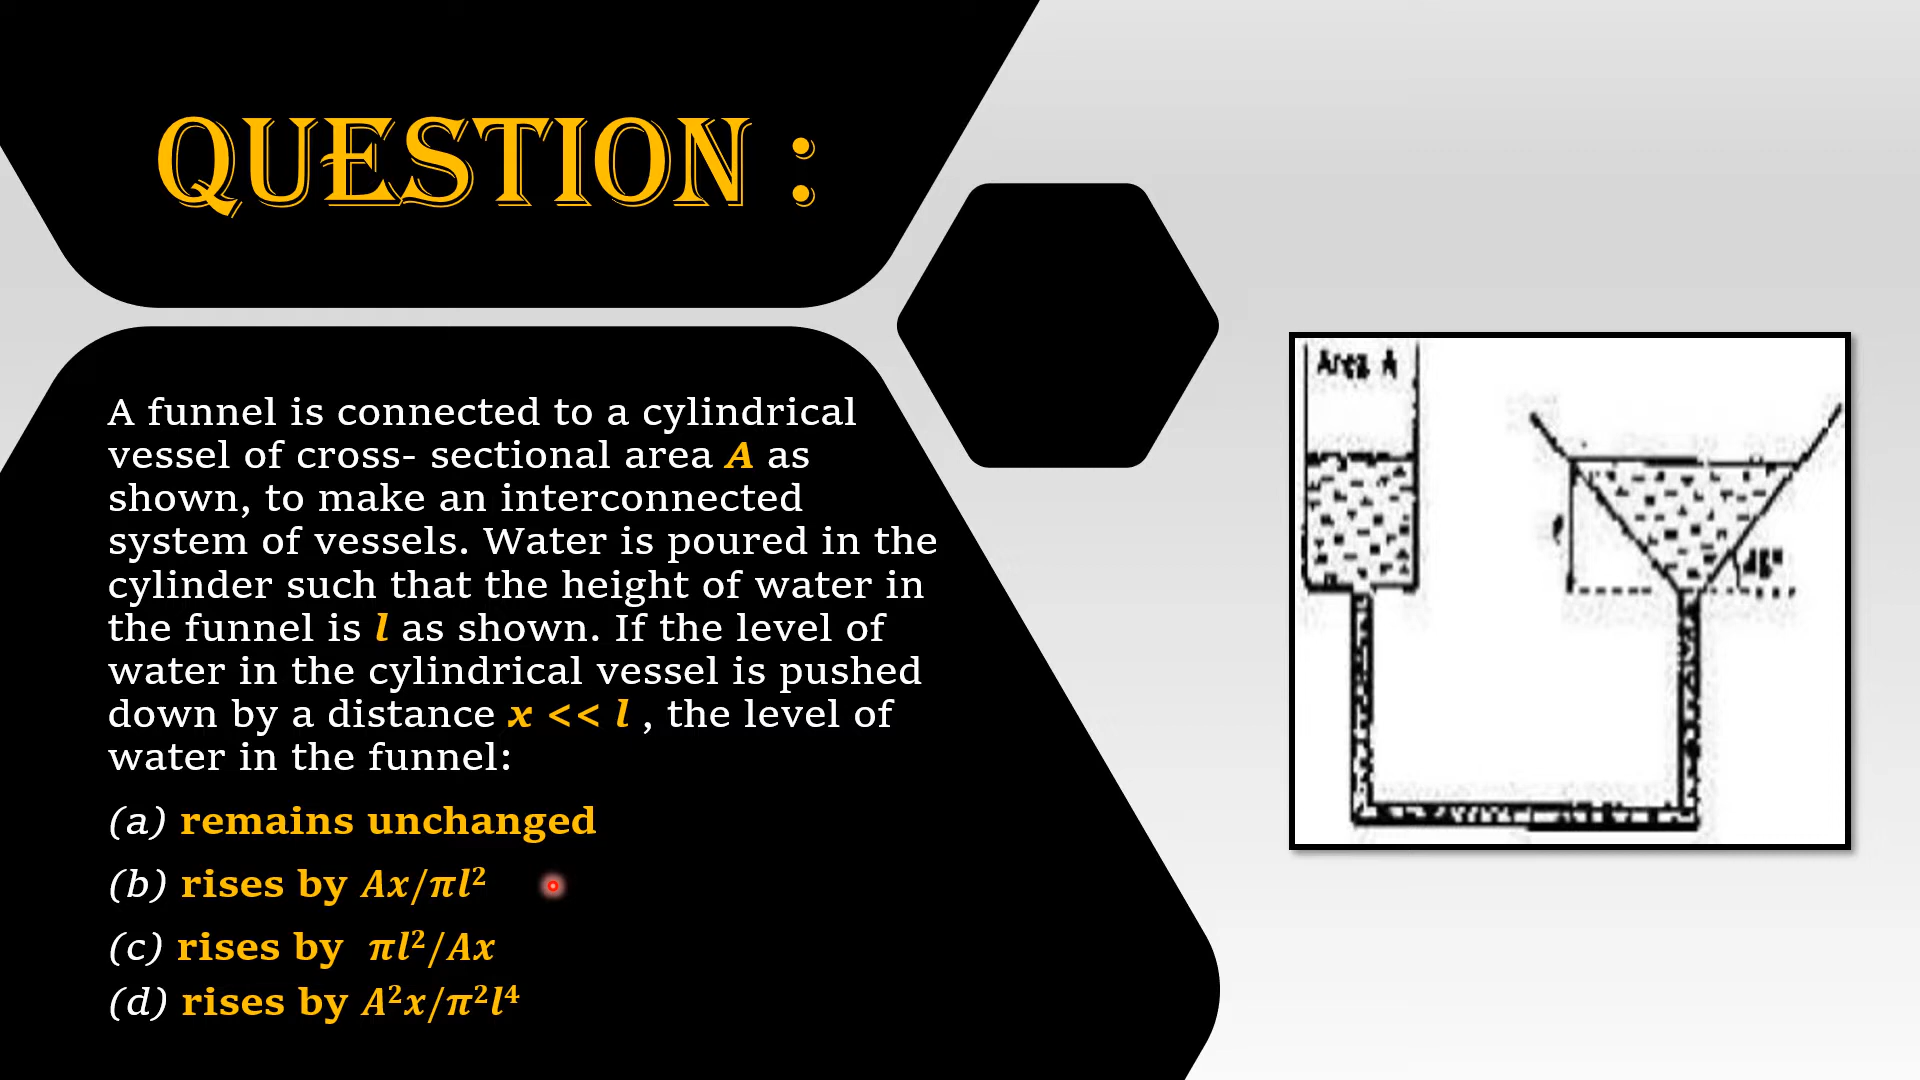 QUESTION :
A funnel is connected to a cylindrical
vessel of cross- sectional area A as
shown, to make an interconnected
system of vessels. Water is poured in the
cylinder such that the height of water in
the funnel is l as shown. If the level of
water in the cylindrical vessel is pushed
down by a distance x << l , the level of
water in the funnel:
(a) remains unchanged
(b) rises by Ax/πl²
(c) rises by πl²/Ax
(d) rises by A²x/π²l⁴
Area A